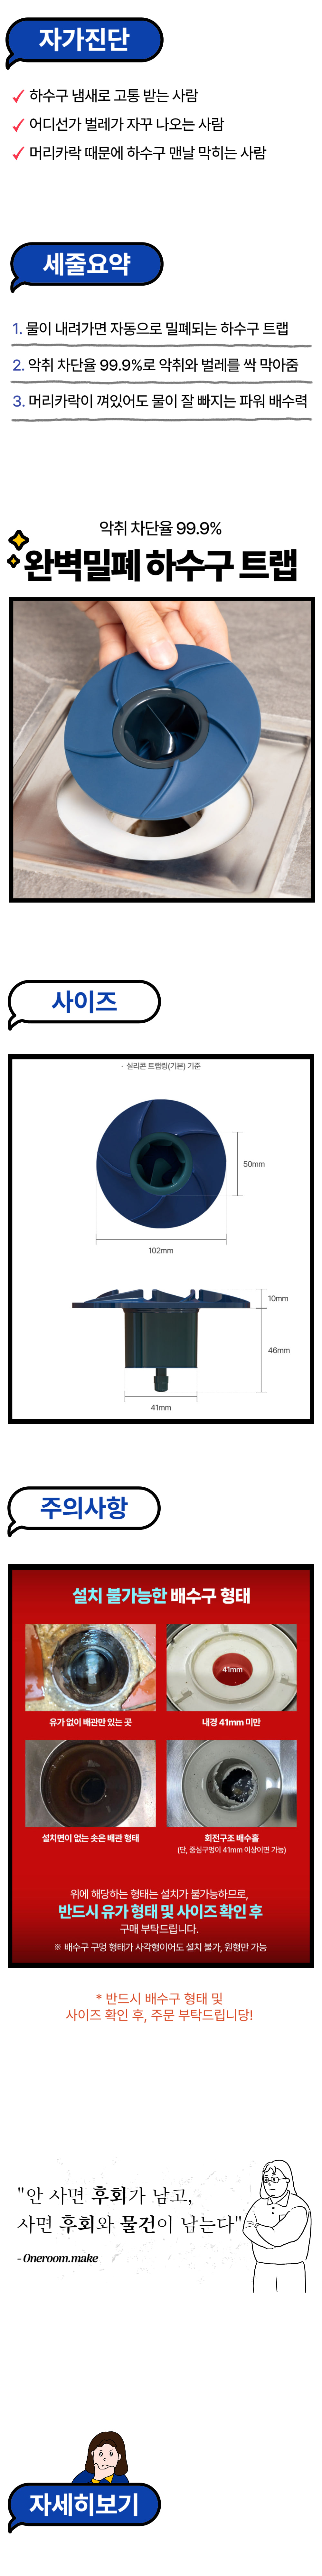 자가진단
하수구 냄새로 고통 받는 사람
어디선가 벌레가 자꾸 나오는 사람
머리카락 때문에 하수구 맨날 막히는 사람
세줄요약
1. 물이 내려가면 자동으로 밀폐되는 하수구 트랩
2. 악취 차단율 99.9%로 악취와 벌레를 싹 막아줌
3. 머리카락이 껴있어도 물이 잘 빠지는 파워 배수력
악취 차단율 99.9%
완벽밀폐 하수구 트랩
사이즈
· 실리콘 트랩링(기본) 기준
50mm
102mm
10mm
46mm
41mm
주의사항
설치 불가능한 배수구 형태
41mm
유가 없이 배관만 있는 곳
내경 41mm 미만
설치면이 없는 솟은 배관 형태
회전구조 배수홀
(단, 중심구멍이 41mm 이상이면 가능)
위에 해당하는 형태는 설치가 불가능하므로,
반드시 유가 형태 및 사이즈 확인 후
구매 부탁드립니다.
※ 배수구 구멍 형태가 사각형이어도 설치 불가, 원형만 가능
* 반드시 배수구 형태 및
사이즈 확인 후, 주문 부탁드립니당!
"안 사면 후회가 남고,
사면 후회와 물건이 남는다"
- Oneroom.make
자세히보기